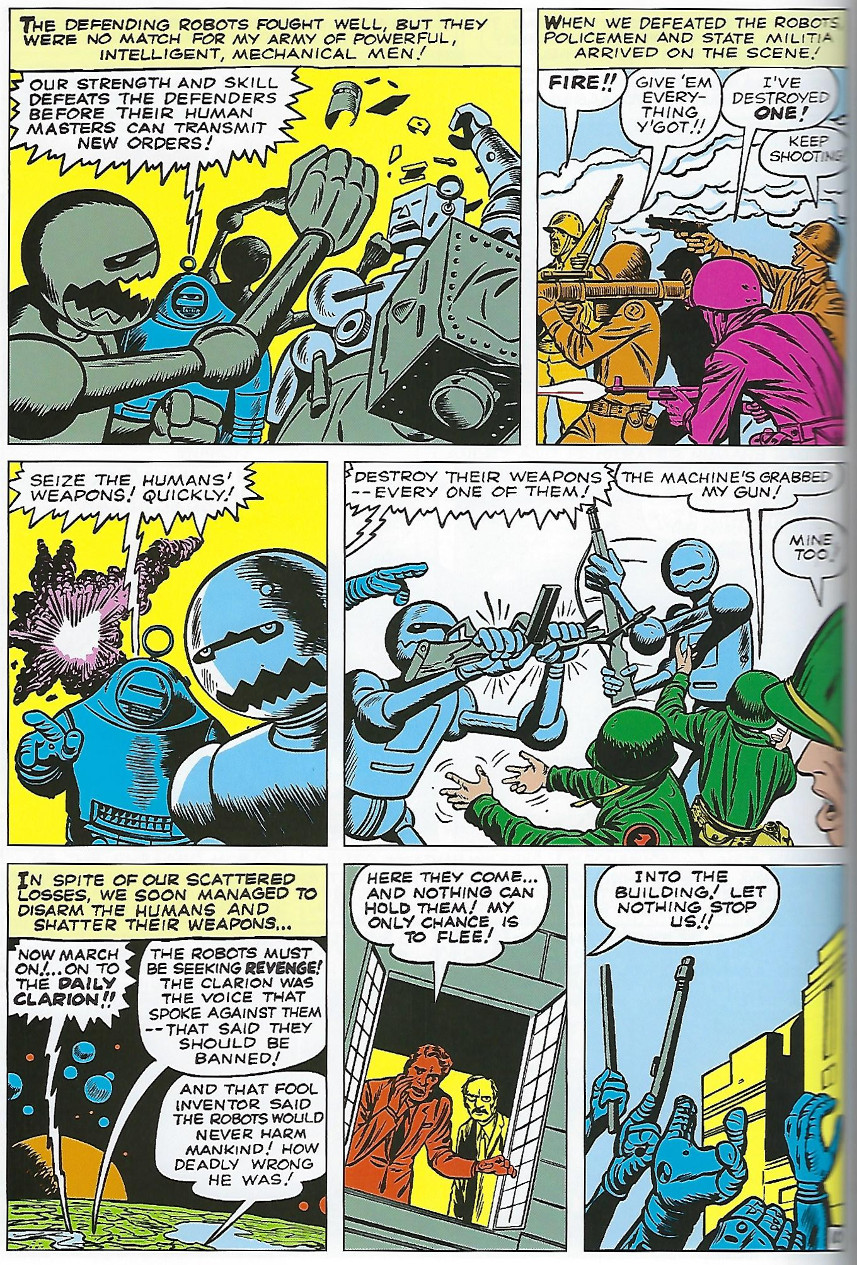 THE DEFENDING ROBOTS FOUGHT WELL, BUT THEY
WERE NO MATCH FOR MY ARMY OF POWERFUL,
INTELLIGENT, MECHANICAL MEN!
OUR STRENGTH AND SKILL
DEFEATS THE DEFENDERS
BEFORE THEIR HUMAN
MASTERS CAN TRANSMIT
NEW ORDERS!
WHEN WE DEFEATED THE ROBOTS
POLICEMEN AND STATE MILITIA
ARRIVED ON THE SCENE!
FIRE!!
GIVE 'EM
EVERY-
THING
Y'GOT!!
I'VE
DESTROYED
ONE!
KEEP
SHOOTING
SEIZE THE HUMANS'
WEAPONS! QUICKLY!
DESTROY THEIR WEAPONS
--EVERY ONE OF THEM!
THE MACHINE'S GRABBED
MY GUN!
MINE
TOO!
IN SPITE OF OUR SCATTERED
LOSSES, WE SOON MANAGED TO
DISARM THE HUMANS AND
SHATTER THEIR WEAPONS...
NOW MARCH
ON!...ON TO
THE DAILY
CLARION!!
THE ROBOTS MUST
BE SEEKING REVENGE!
THE CLARION WAS
THE VOICE THAT
SPOKE AGAINST THEM
--THAT SAID THEY
SHOULD BE
BANNED!
AND THAT FOOL
INVENTOR SAID
THE ROBOTS WOULD
NEVER HARM
MANKIND! HOW
DEADLY WRONG
HE WAS!
HERE THEY COME...
AND NOTHING CAN
HOLD THEM! MY
ONLY CHANCE IS
TO FLEE!
INTO THE
BUILDING! LET
NOTHING STOP
US!!